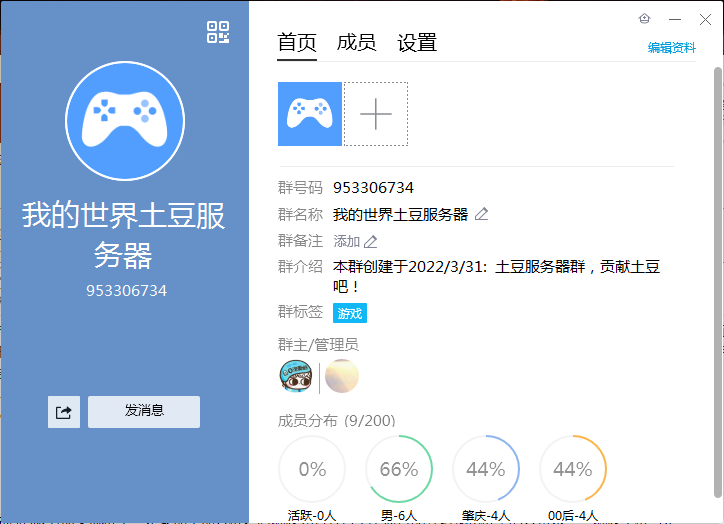 首页 成员 设置
编辑资料
我的世界土豆服
务器
953306734
发消息
群号码 953306734
群名称 我的世界土豆服务器
群备注 添加
群介绍 本群创建于2022/3/31: 土豆服务器群，贡献土豆
吧！
群标签 游戏
群主/管理员
成员分布 (9/200)
0% 66% 44% 44%
活跃-0人 男-6人 肇庆-4人 00后-4人